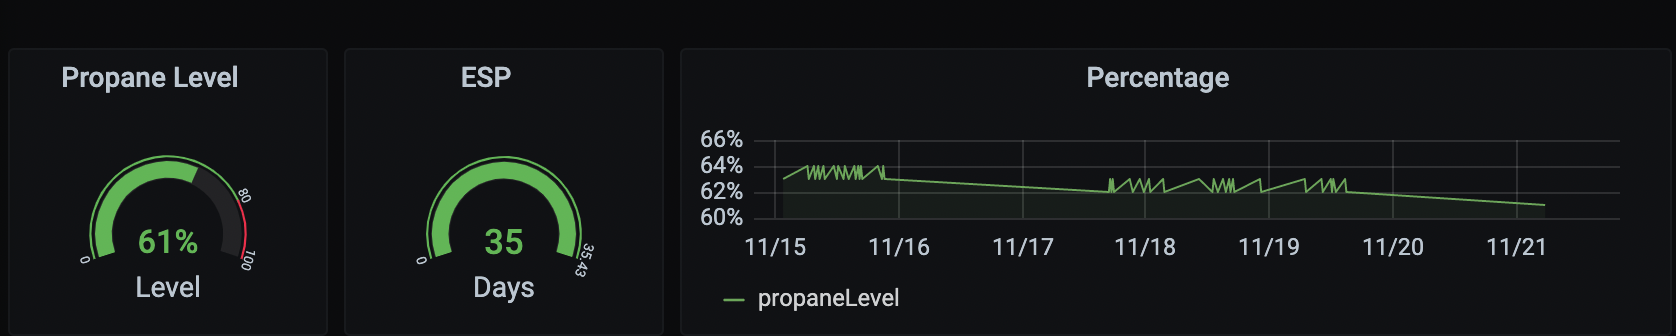 Propane Level
0
80
100
61%
Level
ESP
0
35.43
35
Days
Percentage
66%
64%
62%
60%
11/15 11/16 11/17 11/18 11/19 11/20 11/21
propaneLevel